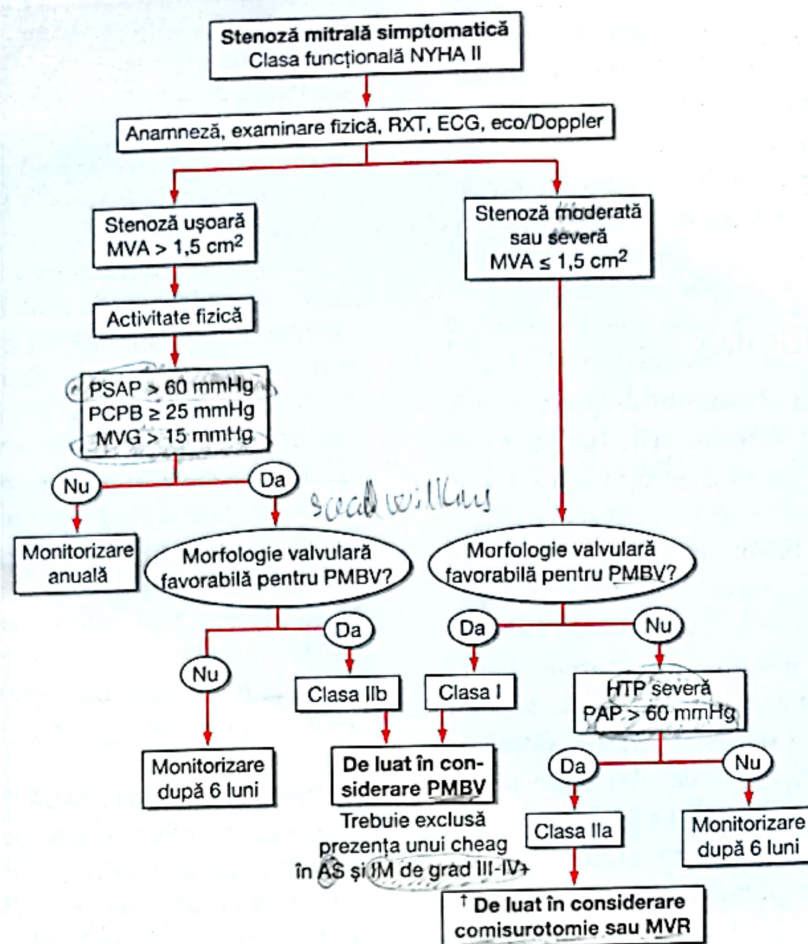 Stenoză mitrală simptomatică
Clasa funcțională NYHA II
Anamneză, examinare fizică, RXT, ECG, eco/Doppler
Stenoză ușoară
MVA > 1,5 cm²
Stenoză moderată
sau severă
MVA ≤ 1,5 cm²
Activitate fizică
PSAP > 60 mmHg
PCPB ≥ 25 mmHg
MVG > 15 mmHg
Nu
Da
Monitorizare
anuală
Morfologie valvulară
favorabilă pentru PMBV?
Morfologie valvulară
favorabilă pentru PMBV?
Nu
Da
Da
Nu
Clasa IIb
Clasa I
HTP severă
PAP > 60 mmHg
Monitorizare
după 6 luni
De luat în con-
siderare PMBV
Trebuie exclusă
prezența unui cheag
în AS și IM de grad III-IV+
Da
Nu
Clasa IIa
Monitorizare
după 6 luni
† De luat în considerare
comisurotomie sau MVR